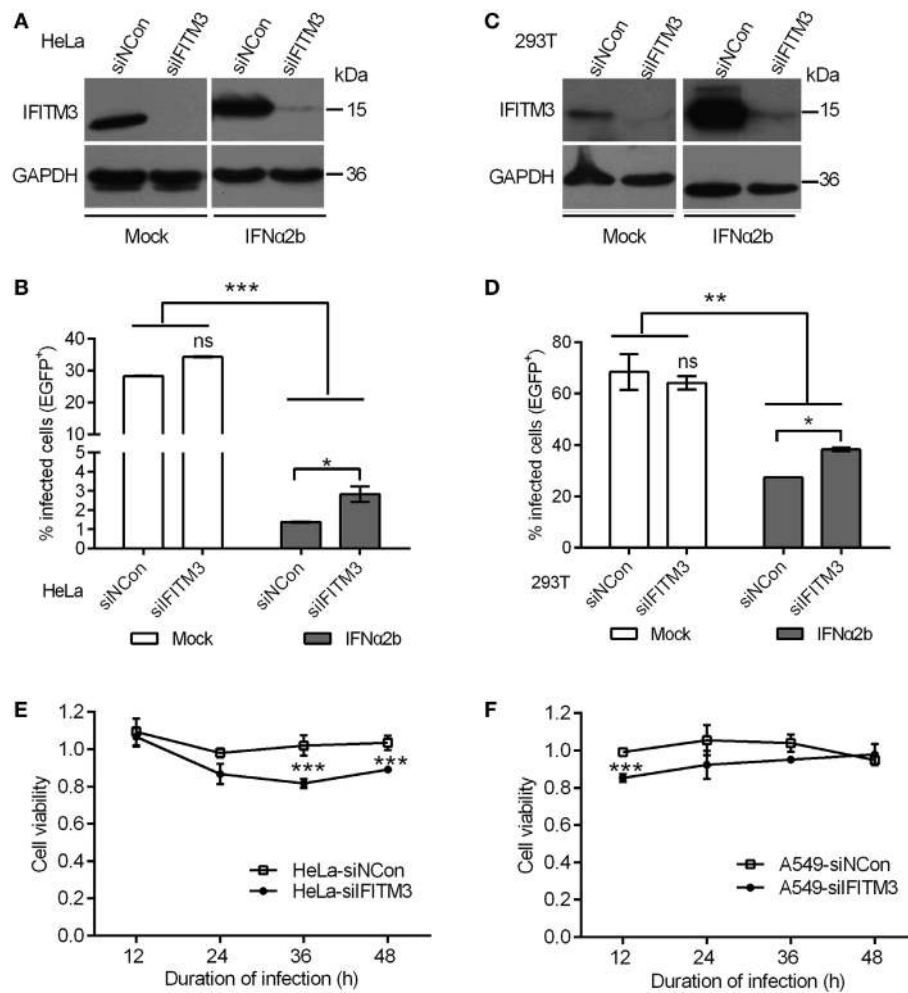 A
HeLa
siNCon
siIFITM3
siNCon
siIFITM3
kDa
IFITM3
15
GAPDH
36
Mock
IFNα2b
C
293T
siNCon
siIFITM3
siNCon
siIFITM3
kDa
IFITM3
15
GAPDH
36
Mock
IFNα2b
B
***
% infected cells (EGFP+)
40
30
20
10
5
4
3
2
1
0
ns
*
HeLa
siNCon
siIFITM3
siNCon
siIFITM3
Mock
IFNα2b
D
**
% infected cells (EGFP+)
80
60
40
20
0
ns
*
293T
siNCon
siIFITM3
siNCon
siIFITM3
Mock
IFNα2b
E
Cell viability
1.2
1.0
0.8
0.6
0.4
0.2
0.0
***
***
HeLa-siNCon
HeLa-siIFITM3
12
24
36
48
Duration of infection (h)
F
Cell viability
1.2
1.0
0.8
0.6
0.4
0.2
0.0
***
A549-siNCon
A549-siIFITM3
12
24
36
48
Duration of infection (h)